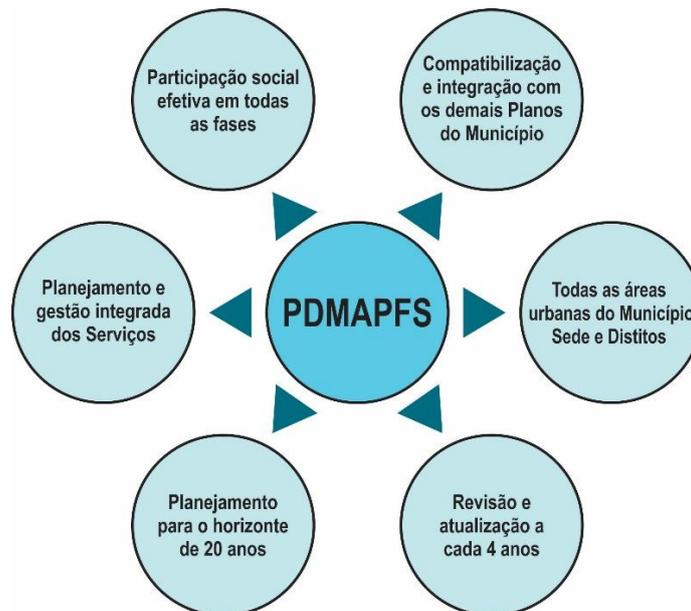 Participação social
efetiva em todas
as fases
Compatibilização
e integração com
os demais Planos
do Município
Planejamento e
gestão integrada
dos Serviços
PDMAPFS
Todas as áreas
urbanas do Município
Sede e Distitos
Planejamento
para o horizonte
de 20 anos
Revisão e
atualização a
cada 4 anos